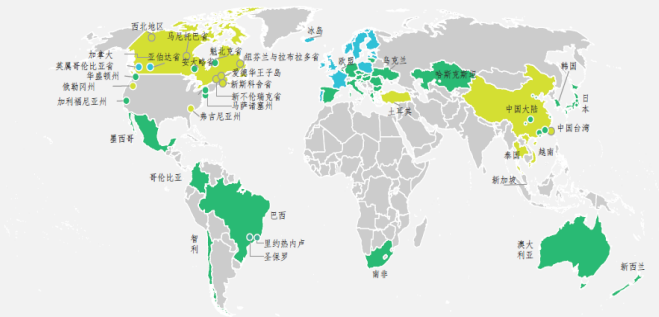 西北地区
马尼托巴省
冰岛
加拿大
亚伯达省
魁北克省
纽芬兰与拉布拉多省
欧盟
乌克兰
韩国
英属哥伦比亚省
安大略省
爱德华王子岛
哈斯克斯坦
华盛顿州
新斯科舍省
日本
俄勒冈州
新不伦瑞克省
中国大陆
加利福尼亚州
马萨诸塞州
土耳其
中国台湾
弗吉尼亚州
墨西哥
泰国
越南
哥伦比亚
新加坡
巴西
智利
里约热内卢
澳大利亚
圣保罗
南非
新西兰